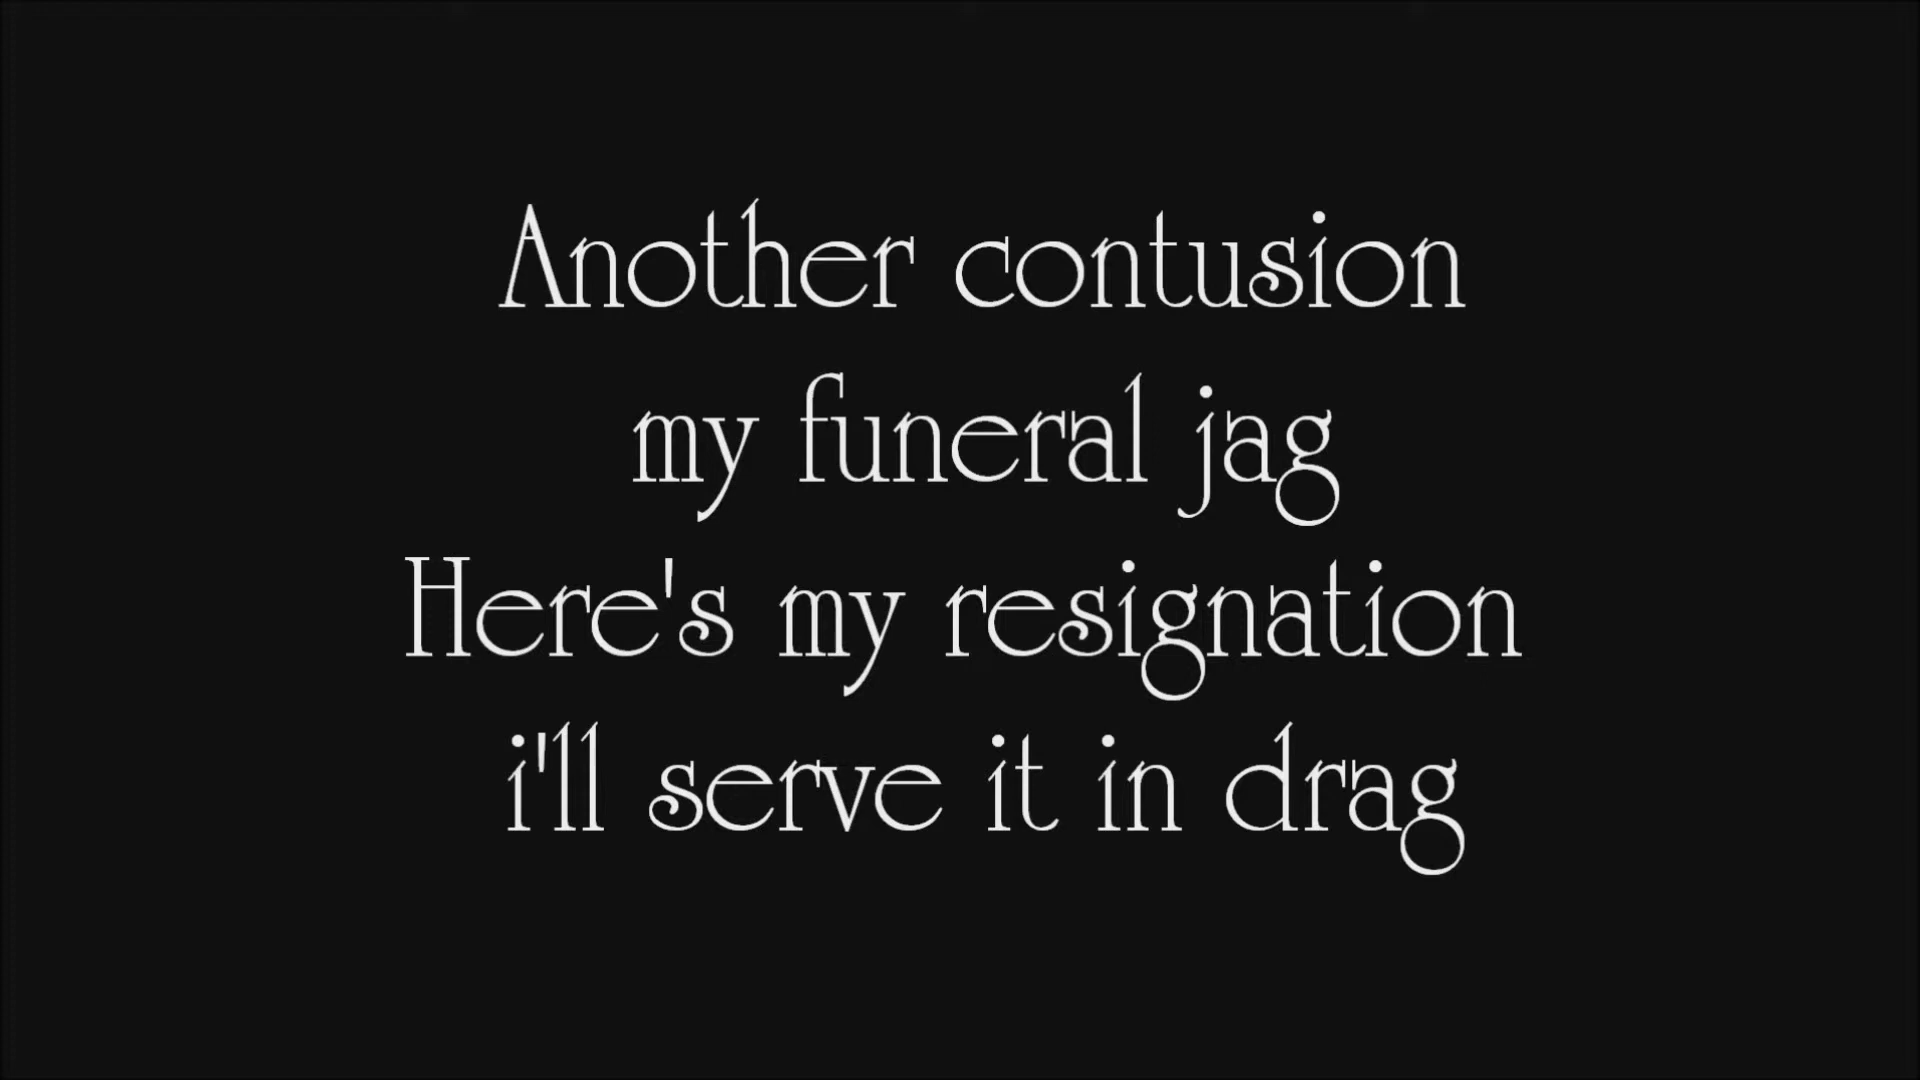 Another contusion
my funeral jag
Here's my resignation
i'll serve it in drag